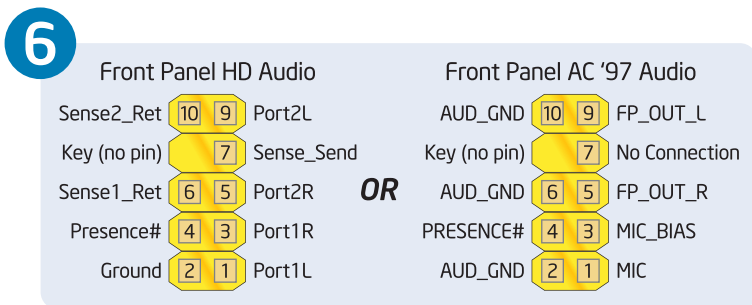 6
Front Panel HD Audio
Sense2_Ret 10 9 Port2L
Key (no pin) 7 Sense_Send
Sense1_Ret 6 5 Port2R
Presence# 4 3 Port1R
Ground 2 1 Port1L
OR
Front Panel AC '97 Audio
AUD_GND 10 9 FP_OUT_L
Key (no pin) 7 No Connection
AUD_GND 6 5 FP_OUT_R
PRESENCE# 4 3 MIC_BIAS
AUD_GND 2 1 MIC